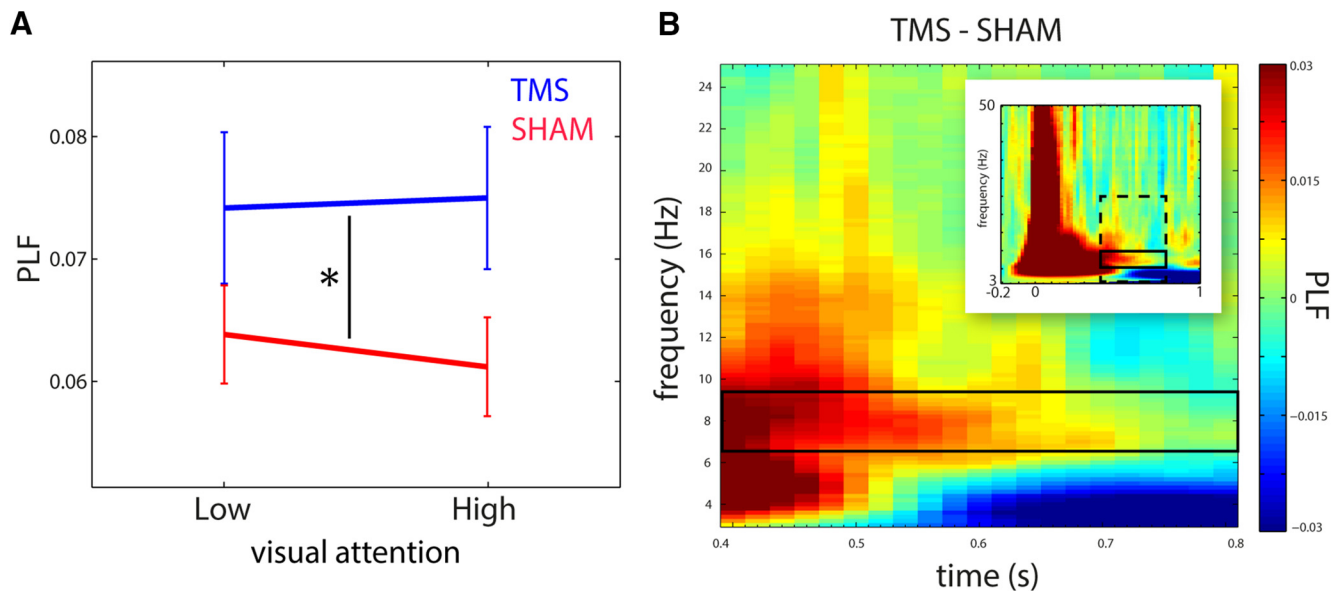 A
TMS
SHAM
*
0.08
0.07
0.06
PLF
Low
High
visual attention
B
TMS - SHAM
24
22
20
18
16
14
12
10
8
6
4
frequency (Hz)
0.4
0.5
0.6
0.7
0.8
time (s)
50
3
frequency (Hz)
-0.2
0
1
0.03
0.015
0
−0.015
−0.03
PLF